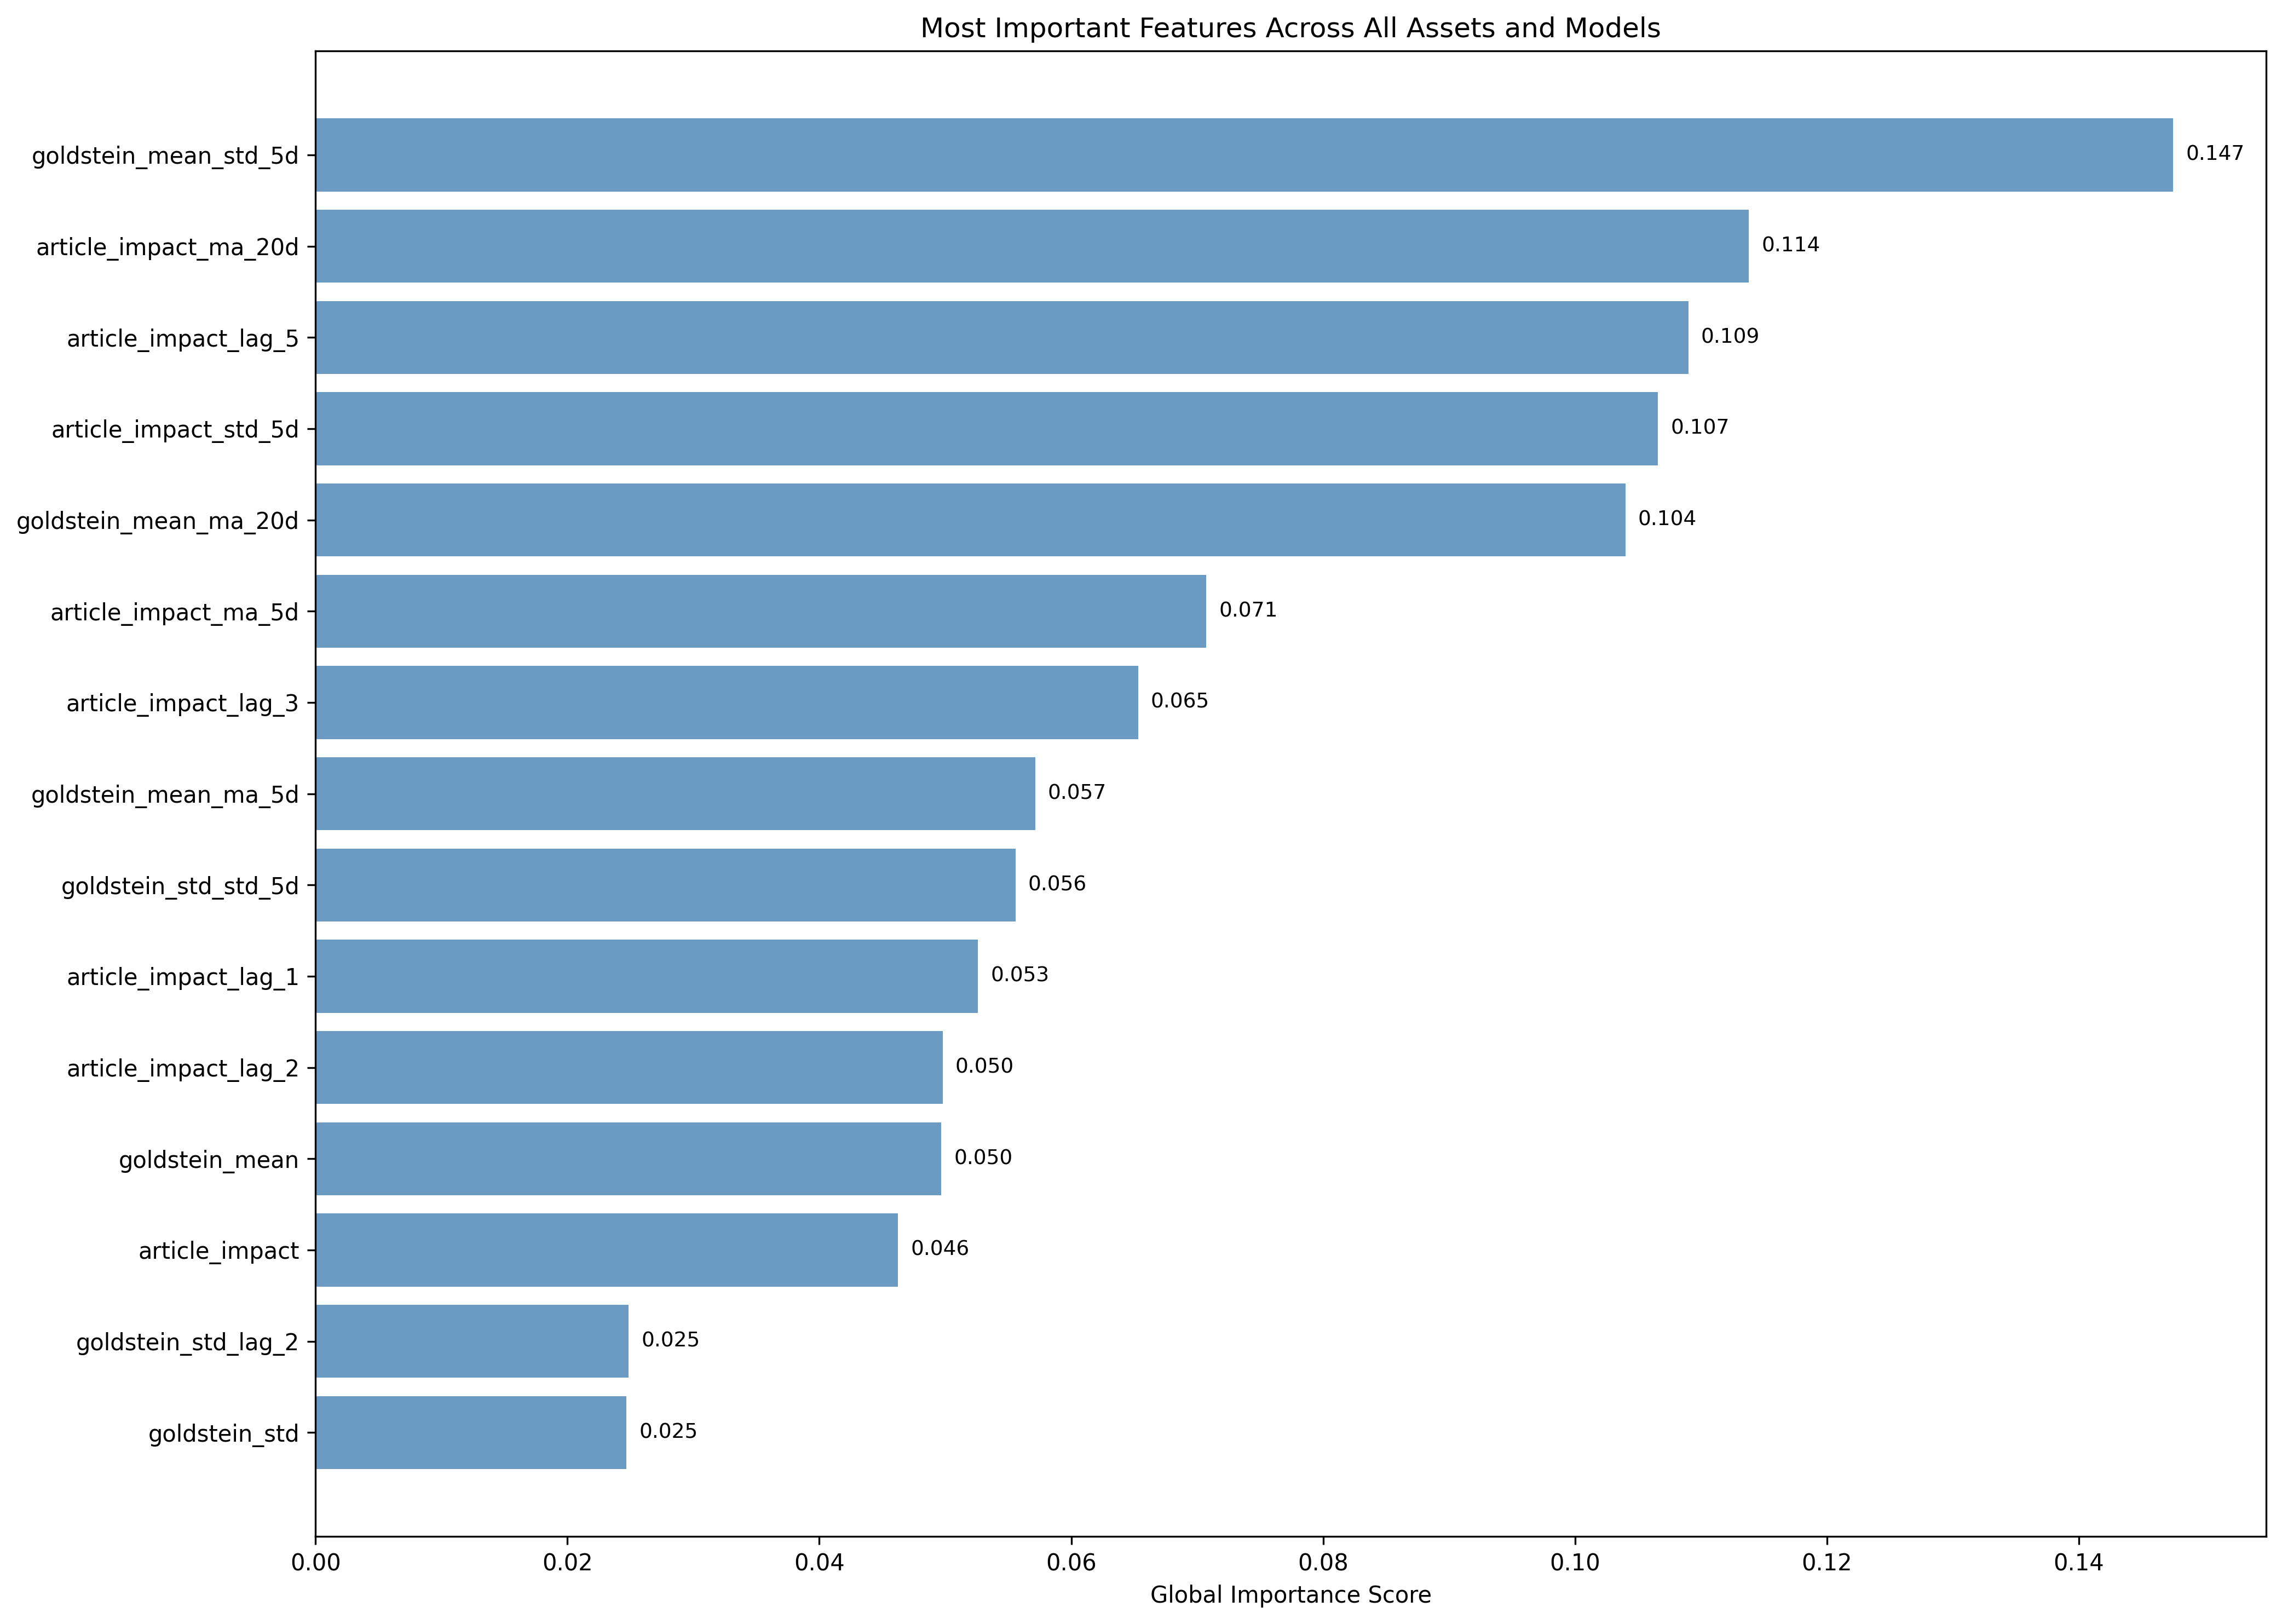 Most Important Features Across All Assets and Models
goldstein_mean_std_5d 0.147
article_impact_ma_20d 0.114
article_impact_lag_5 0.109
article_impact_std_5d 0.107
goldstein_mean_ma_20d 0.104
article_impact_ma_5d 0.071
article_impact_lag_3 0.065
goldstein_mean_ma_5d 0.057
goldstein_std_std_5d 0.056
article_impact_lag_1 0.053
article_impact_lag_2 0.050
goldstein_mean 0.050
article_impact 0.046
goldstein_std_lag_2 0.025
goldstein_std 0.025
0.00 0.02 0.04 0.06 0.08 0.10 0.12 0.14
Global Importance Score